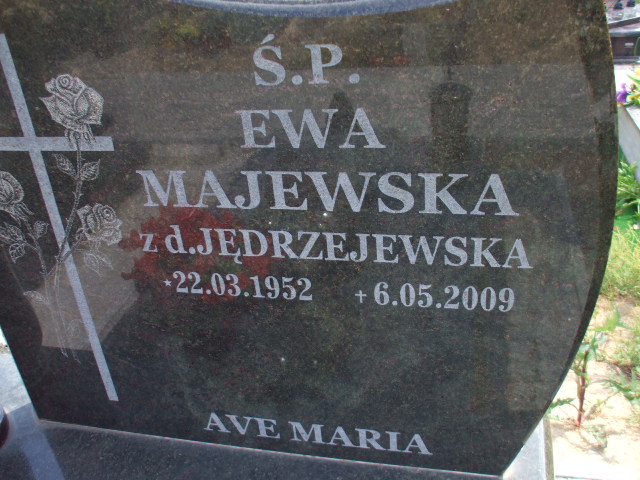 Ś.P.
EWA
MAJEWSKA
z d.JĘDRZEJEWSKA
*22.03.1952 +6.05.2009
AVE MARIA